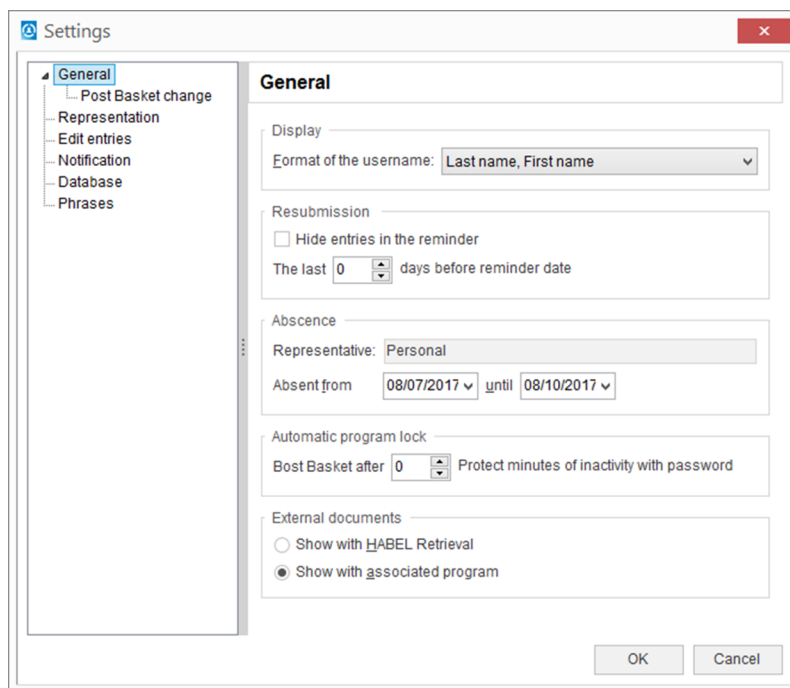 Settings
General
Post Basket change
Representation
Edit entries
Notification
Database
Phrases
General
Display
Format of the username: Last name, First name
Resubmission
Hide entries in the reminder
The last 0 days before reminder date
Abscence
Representative: Personal
Absent from 08/07/2017 until 08/10/2017
Automatic program lock
Bost Basket after 0 Protect minutes of inactivity with password
External documents
Show with HABEL Retrieval
Show with associated program
OK Cancel